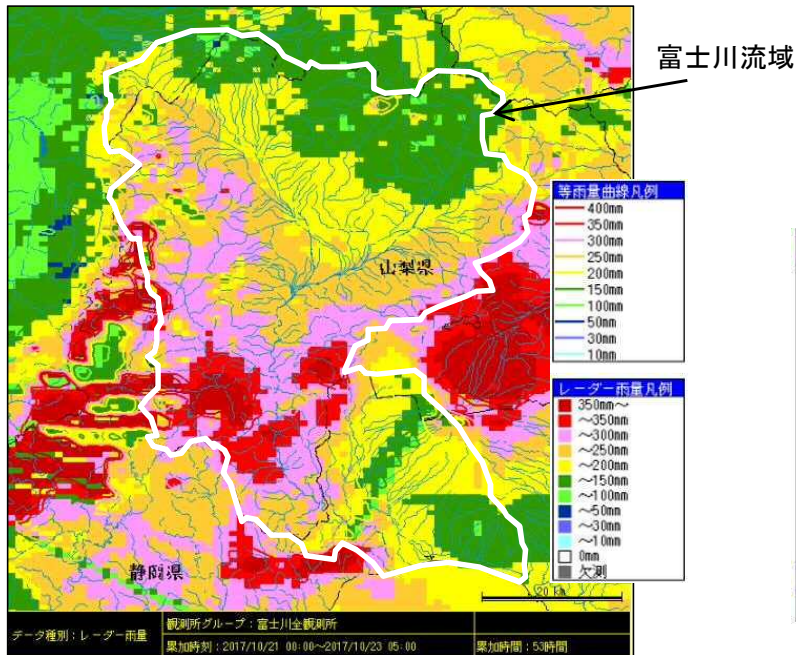 富士川流域
山梨県
静岡県
等雨量曲線凡例
400mm
350mm
300mm
250mm
200mm
150mm
100mm
50mm
30mm
10mm
レーダー雨量凡例
350mm~
~350mm
~300mm
~250mm
~200mm
~150mm
~100mm
~50mm
~30mm
~10mm
0mm
欠測
20 km
データ種別:レーダー雨量
観測所グループ:富士川全観測所
累加時刻:2017/10/21 00:00~2017/10/23 05:00
累加時間:53時間